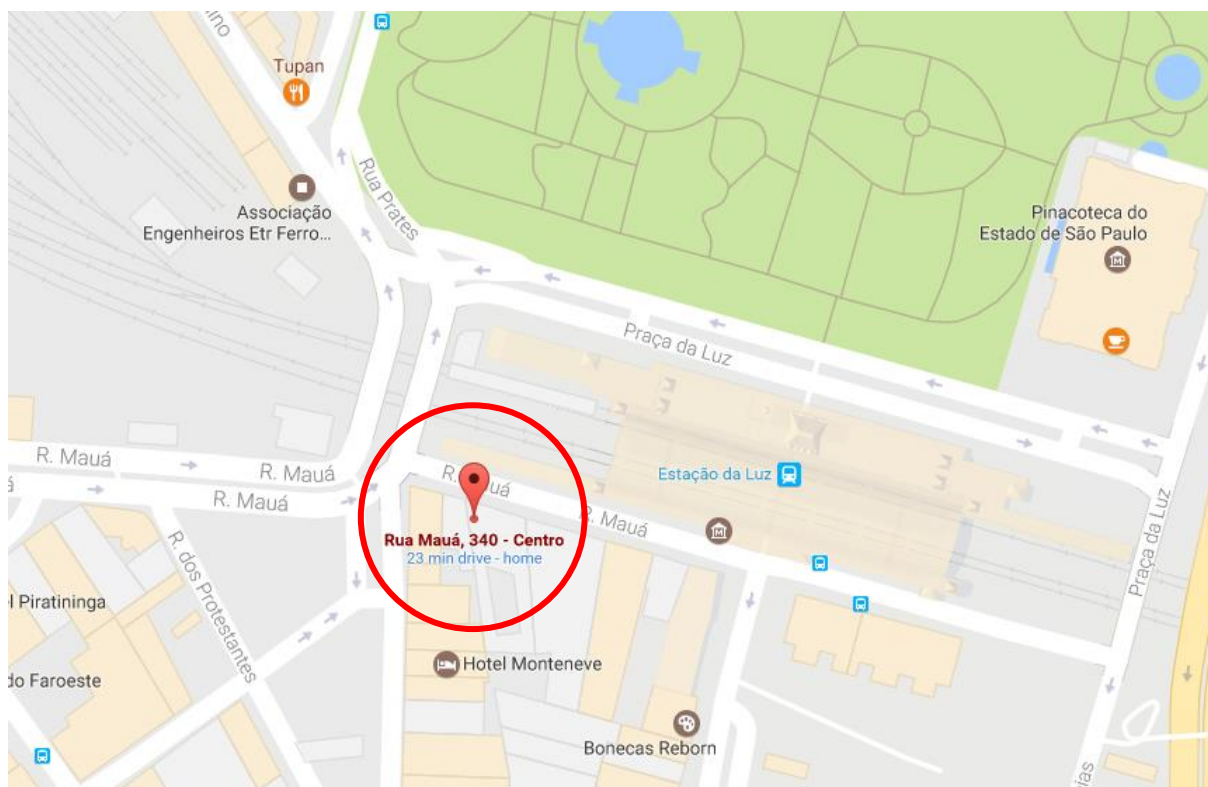 Tupan
Rua Prates
Associação
Engenheiros Etr Ferro...
Pinacoteca do
Estado de São Paulo
Praça da Luz
R. Mauá
R. Mauá
R. Mauá
Estação da Luz
R. Mauá
Rua Mauá, 340 - Centro
23 min drive - home
Praça da Luz
R. dos Protestantes
Piratininga
Hotel Monteneve
do Faroeste
Bonecas Reborn